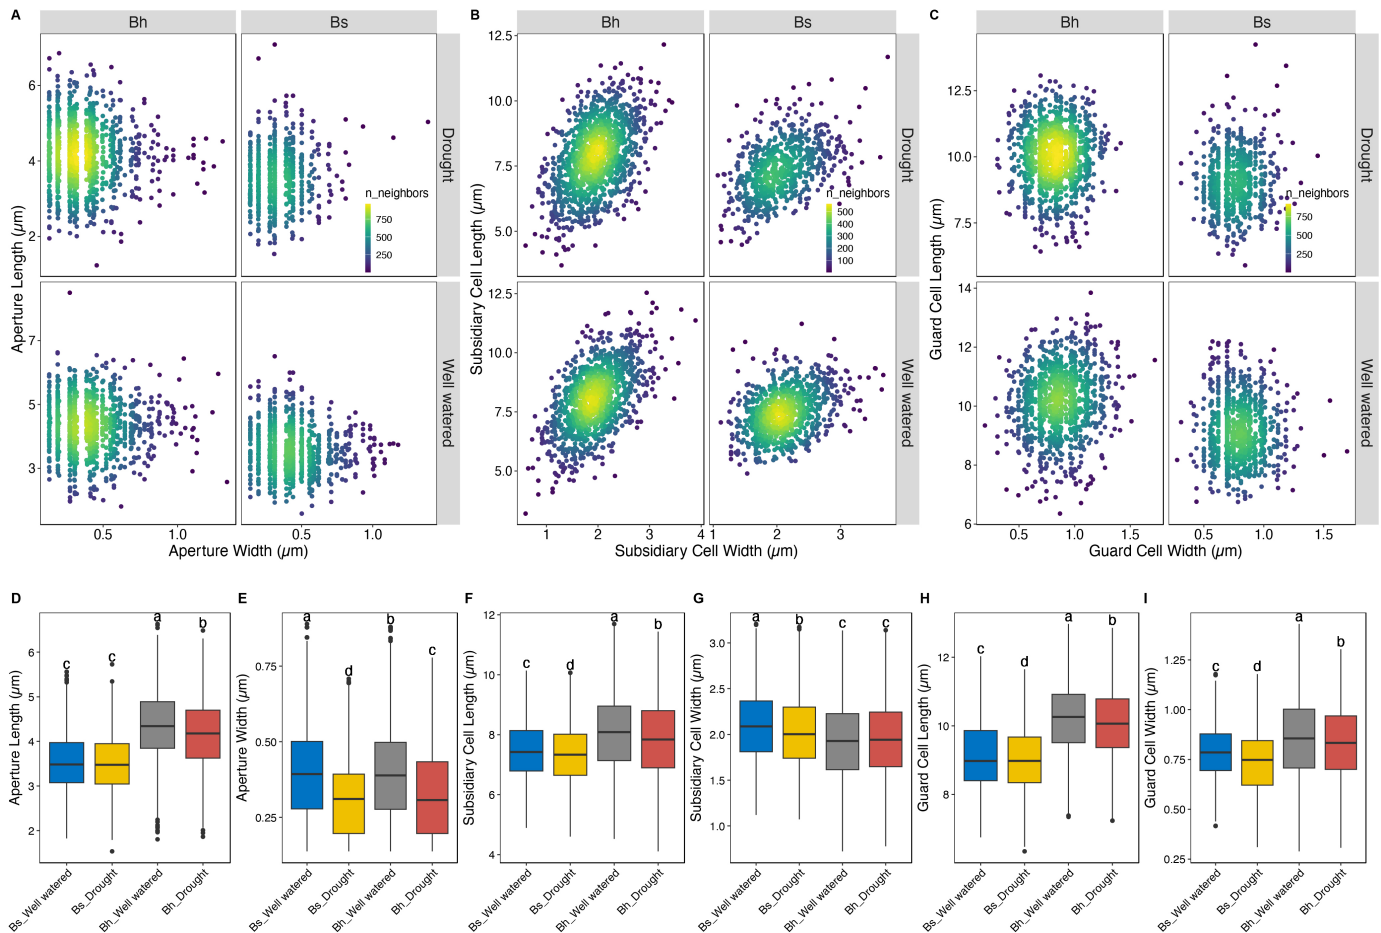 A
Bh
Bs
Drought
Well watered
6
4
2
7
5
3
Aperture Length (µm)
n_neighbors
750
500
250
0.5
1.0
0.5
1.0
Aperture Width (µm)
B
Bh
Bs
Drought
Well watered
12.5
10.0
7.5
5.0
12.5
10.0
7.5
5.0
Subsidiary Cell Length (µm)
n_neighbors
500
400
300
200
100
1
2
3
4
1
2
3
Subsidiary Cell Width (µm)
C
Bh
Bs
Drought
Well watered
12.5
10.0
7.5
14
12
10
8
6
Guard Cell Length (µm)
n_neighbors
750
500
250
0.5
1.0
1.5
0.5
1.0
1.5
Guard Cell Width (µm)
D
Aperture Length (µm)
6
5
4
3
2
c
c
a
b
Bs_Well watered
Bs_Drought
Bh_Well watered
Bh_Drought
E
Aperture Width (µm)
0.75
0.50
0.25
a
d
b
c
Bs_Well watered
Bs_Drought
Bh_Well watered
Bh_Drought
F
Subsidiary Cell Length (µm)
12
10
8
6
4
c
d
a
b
Bs_Well watered
Bs_Drought
Bh_Well watered
Bh_Drought
G
Subsidiary Cell Width (µm)
3.0
2.5
2.0
1.5
1.0
a
b
c
c
Bs_Well watered
Bs_Drought
Bh_Well watered
Bh_Drought
H
Guard Cell Length (µm)
12
10
8
c
d
a
b
Bs_Well watered
Bs_Drought
Bh_Well watered
Bh_Drought
I
Guard Cell Width (µm)
1.25
1.00
0.75
0.50
0.25
c
d
a
b
Bs_Well watered
Bs_Drought
Bh_Well watered
Bh_Drought